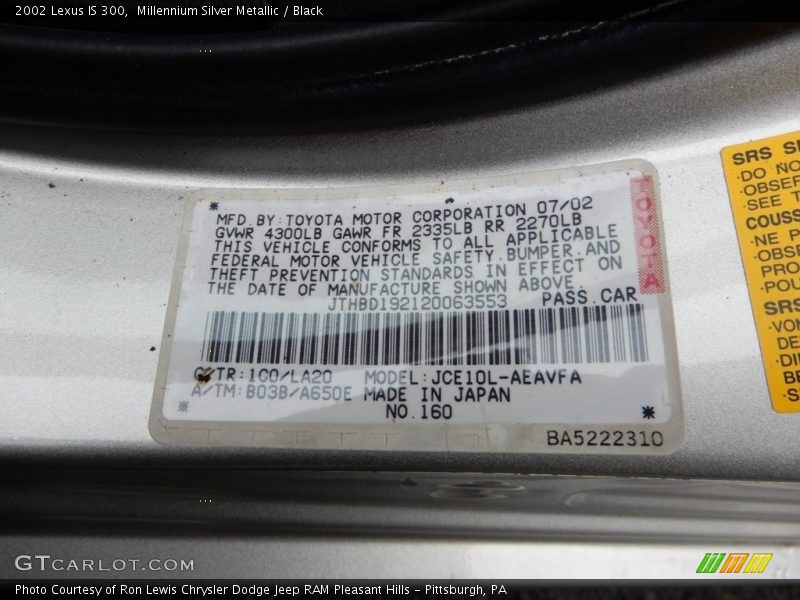 2002 Lexus IS 300,  Millennium Silver Metallic / Black
MFD.BY:TOYOTA MOTOR CORPORATION 07/02
GVWR 4300LB GAWR FR 2335LB RR 2270LB
THIS VEHICLE CONFORMS TO ALL APPLICABLE
FEDERAL MOTOR VEHICLE SAFETY.BUMPER.AND
THEFT PREVENTION STANDARDS IN EFFECT ON
THE DATE OF MANUFACTURE SHOWN ABOVE.
JTHBD192120063553 PASS.CAR
TOYOTA
C/TR:1C0/LA20 MODEL:JCE10L-AEAVFA
A/TM:B03B/A650E MADE IN JAPAN
NO.160
BA5222310
SRS
·DO NO
·OBSER
·SEE T
COUSS
·NE P
·OBSE
PRO
·POU
SRS
·VON
DE
·DI
BE
·S
GTCARLOT.COM
Photo Courtesy of Ron Lewis Chrysler Dodge Jeep RAM Pleasant Hills - Pittsburgh, PA